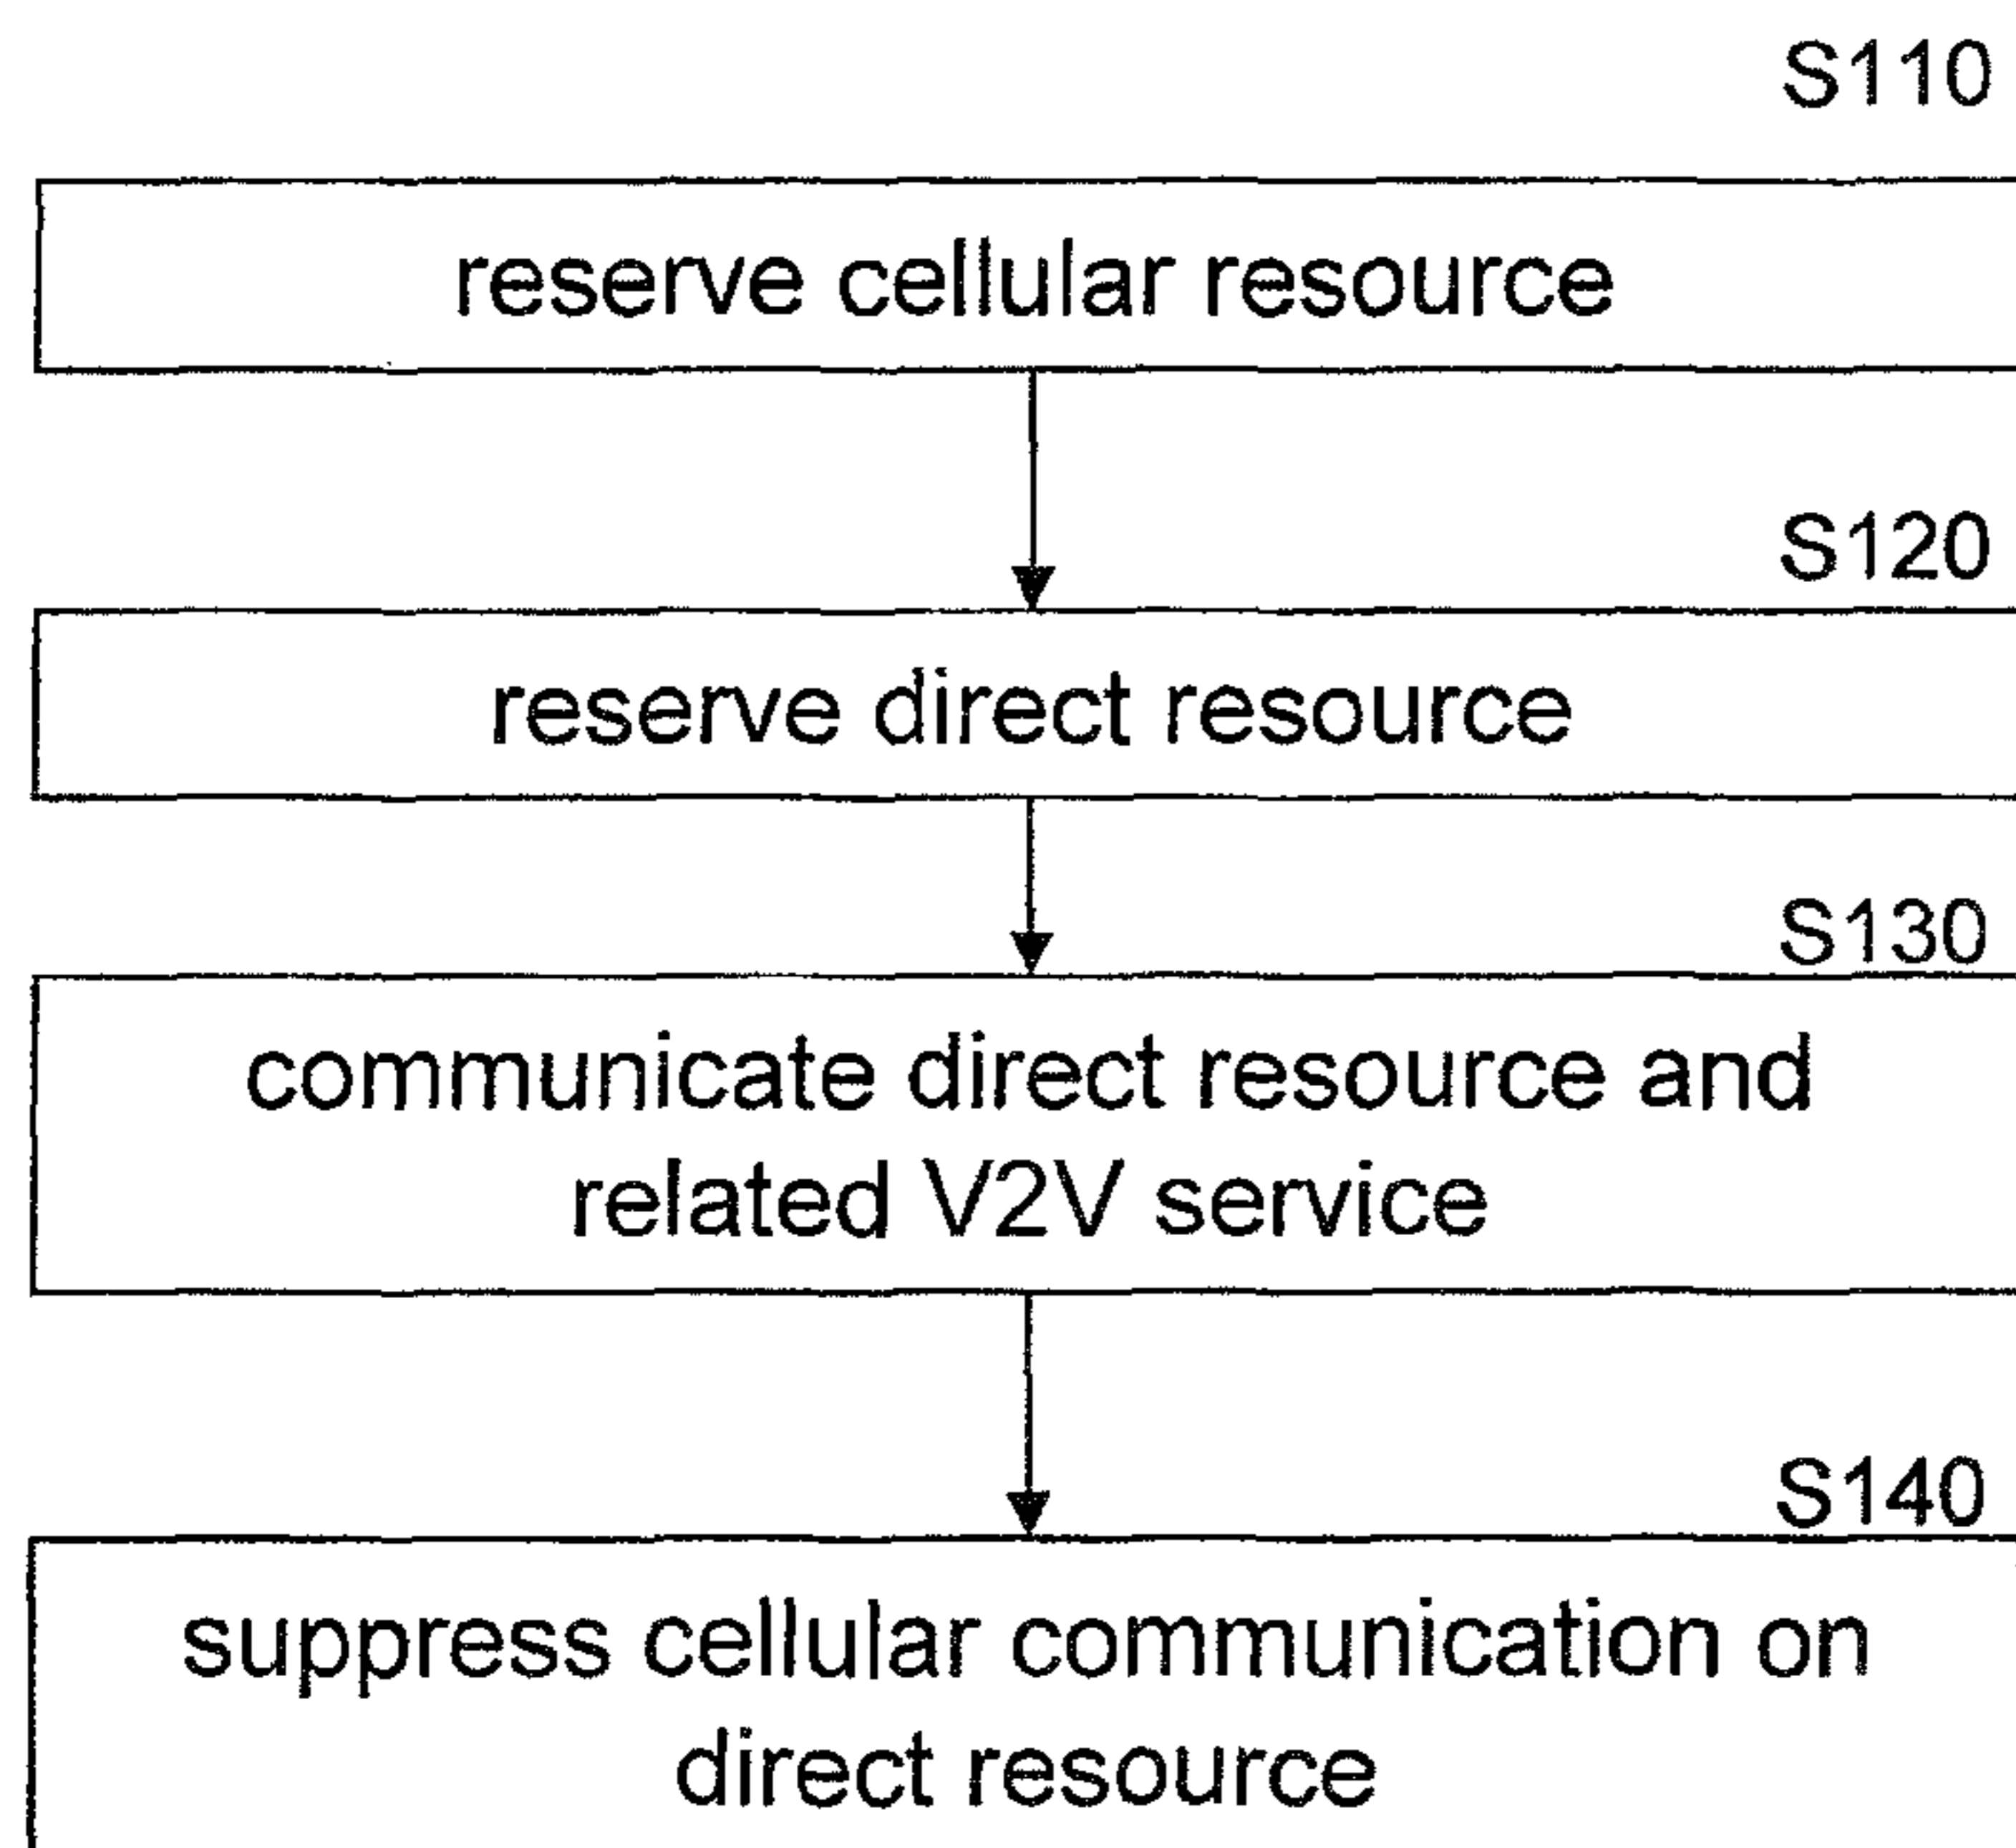 S110
reserve cellular resource
S120
reserve direct resource
S130
communicate direct resource and
related V2V service
S140
suppress cellular communication on
direct resource